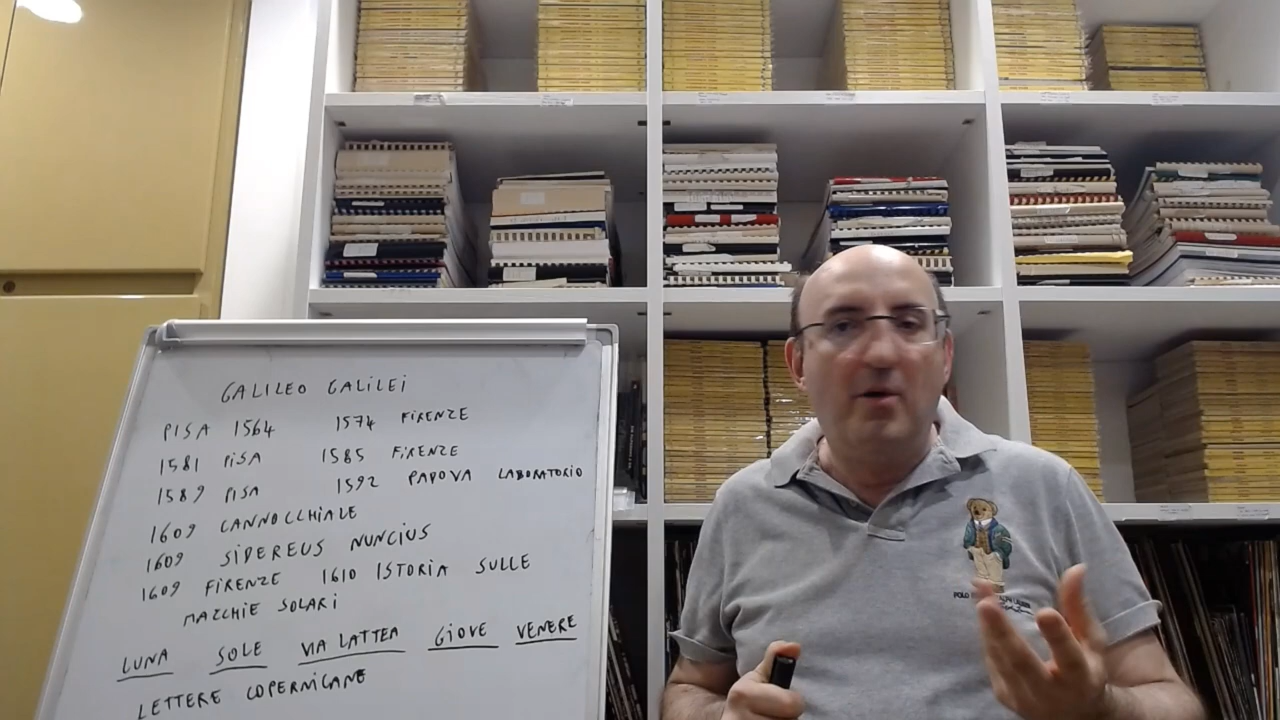 GALILEO GALILEI
PISA 1564 1574 FIRENZE
1581 PISA 1585 FIRENZE
1589 PISA 1592 PADOVA LABORATORIO
1609 CANNOCCHIALE
1609 SIDEREUS NUNCIUS
1609 FIRENZE 1610 ISTORIA SULLE
MACCHIE SOLARI
LUNA SOLE VIA LATTEA GIOVE VENERE
LETTERE COPERNICANE
POLO